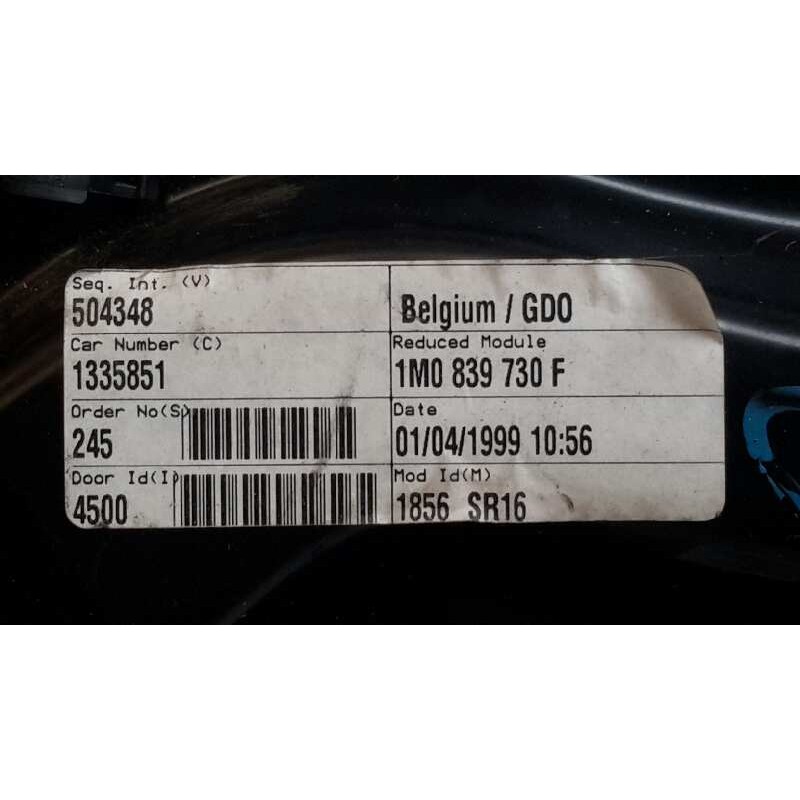 Seq. Int. (V)
504348
Belgium / GDO
Car Number (C)
1335851
Reduced Module
1M0 839 730 F
Order No(S)
245
Date
01/04/1999 10:56
Door Id(I)
4500
Mod Id(M)
1856 SR16